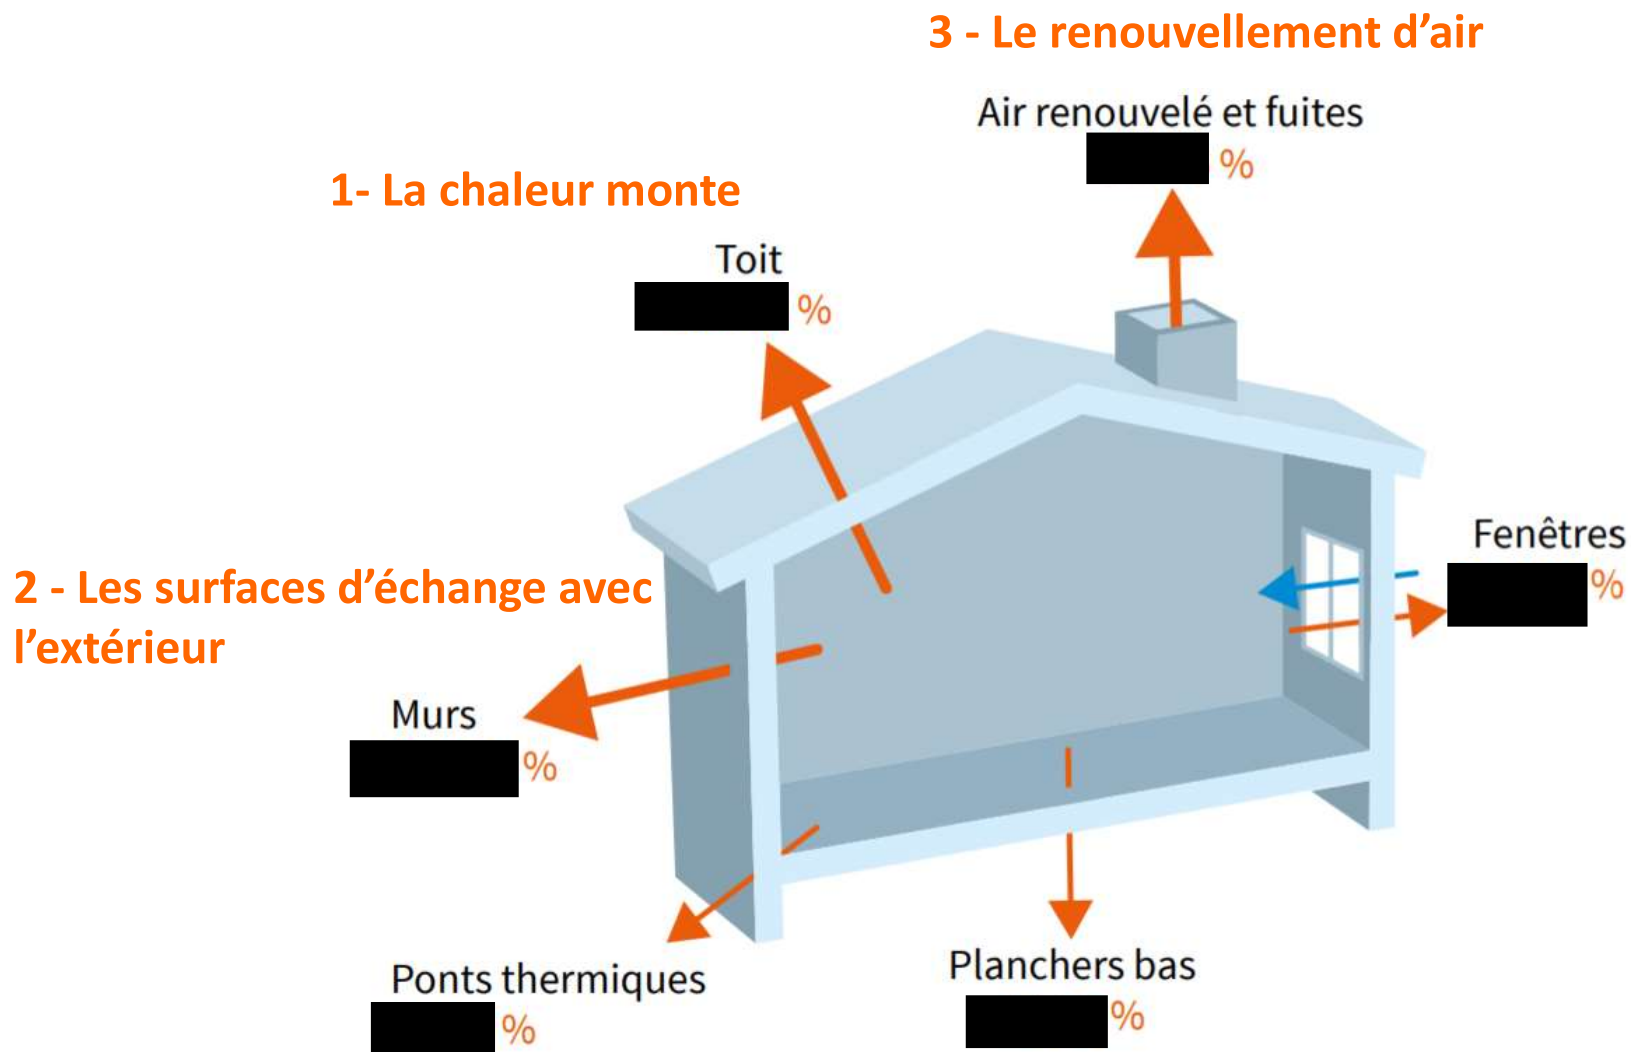 3 - Le renouvellement d’air
Air renouvelé et fuites
%
1- La chaleur monte
Toit
%
Fenêtres
%
2 - Les surfaces d’échange avec
l’extérieur
Murs
%
Ponts thermiques
%
Planchers bas
%